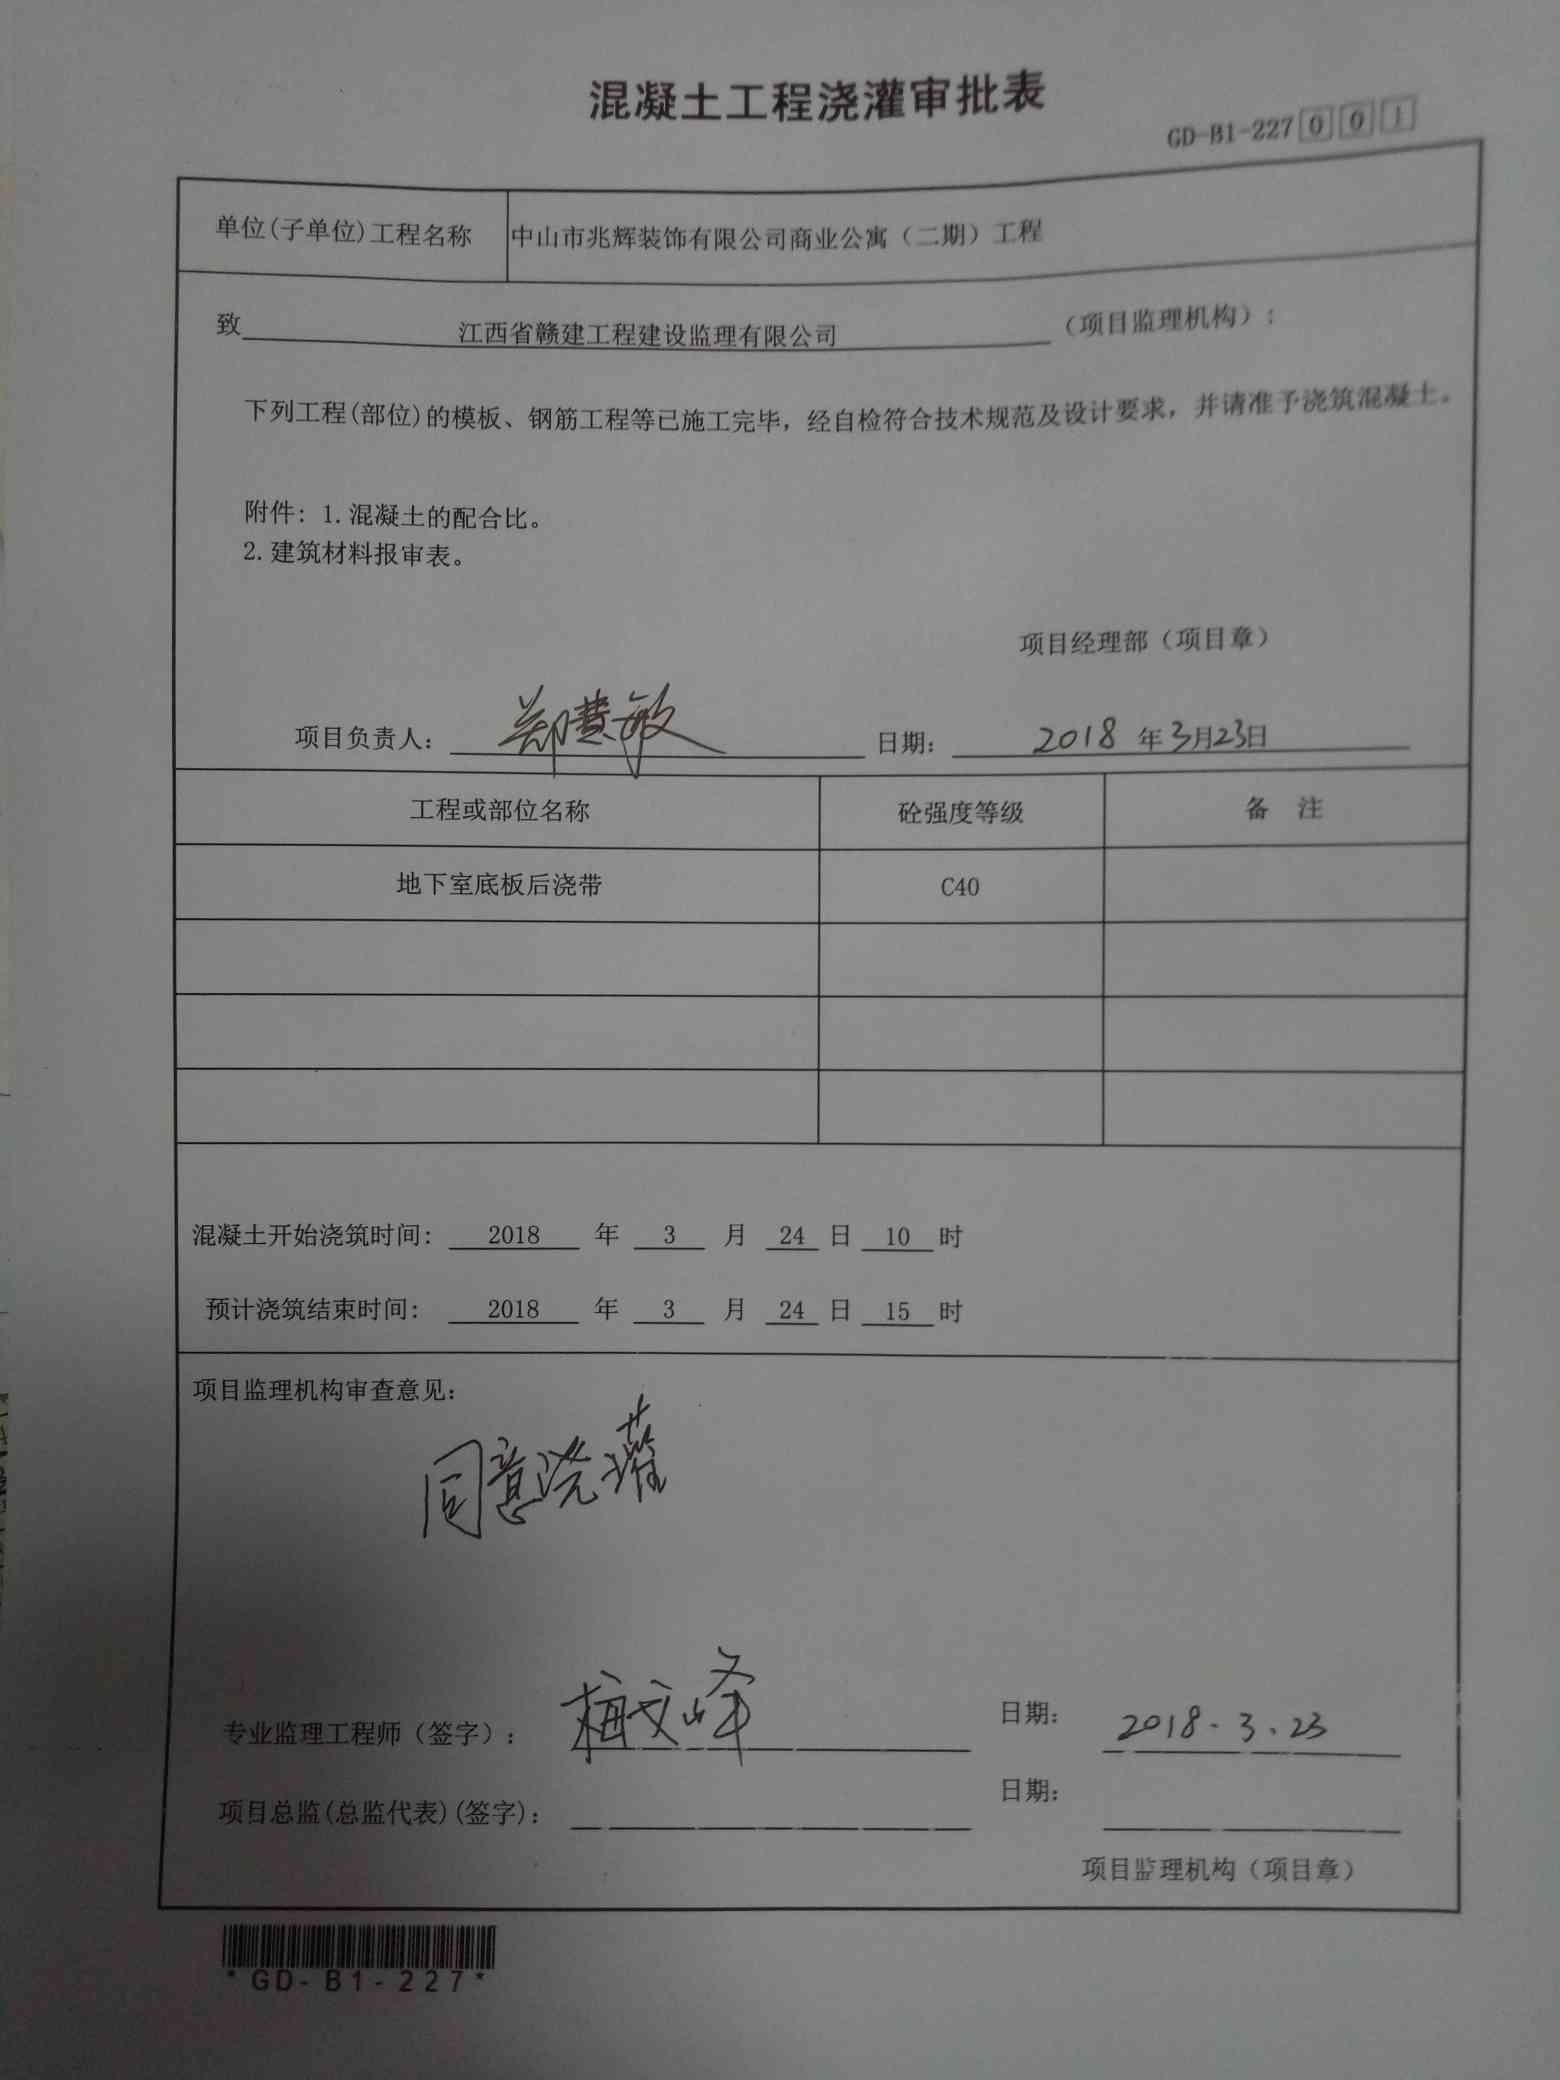 混凝土工程浇灌审批表
GD-B1-227 0 0 1
单位(子单位)工程名称 中山市兆辉装饰有限公司商业公寓（二期）工程
致 江西省赣建工程建设监理有限公司 （项目监理机构）：
下列工程(部位)的模板、钢筋工程等已施工完毕，经自检符合技术规范及设计要求，并请准予浇筑混凝土。
附件: 1.混凝土的配合比。
2.建筑材料报审表。
项目经理部（项目章）
项目负责人： 郑慧敏 日期： 2018 年3月23日
工程或部位名称 砼强度等级 备 注
地下室底板后浇带 C40
混凝土开始浇筑时间: 2018 年 3 月 24 日 10 时
预计浇筑结束时间: 2018 年 3 月 24 日 15 时
项目监理机构审查意见：
同意浇灌
专业监理工程师（签字）： 梅文峰 日期： 2018.3.23
项目总监(总监代表)(签字)： 日期：
项目监理机构（项目章）
*GD-B1-227*